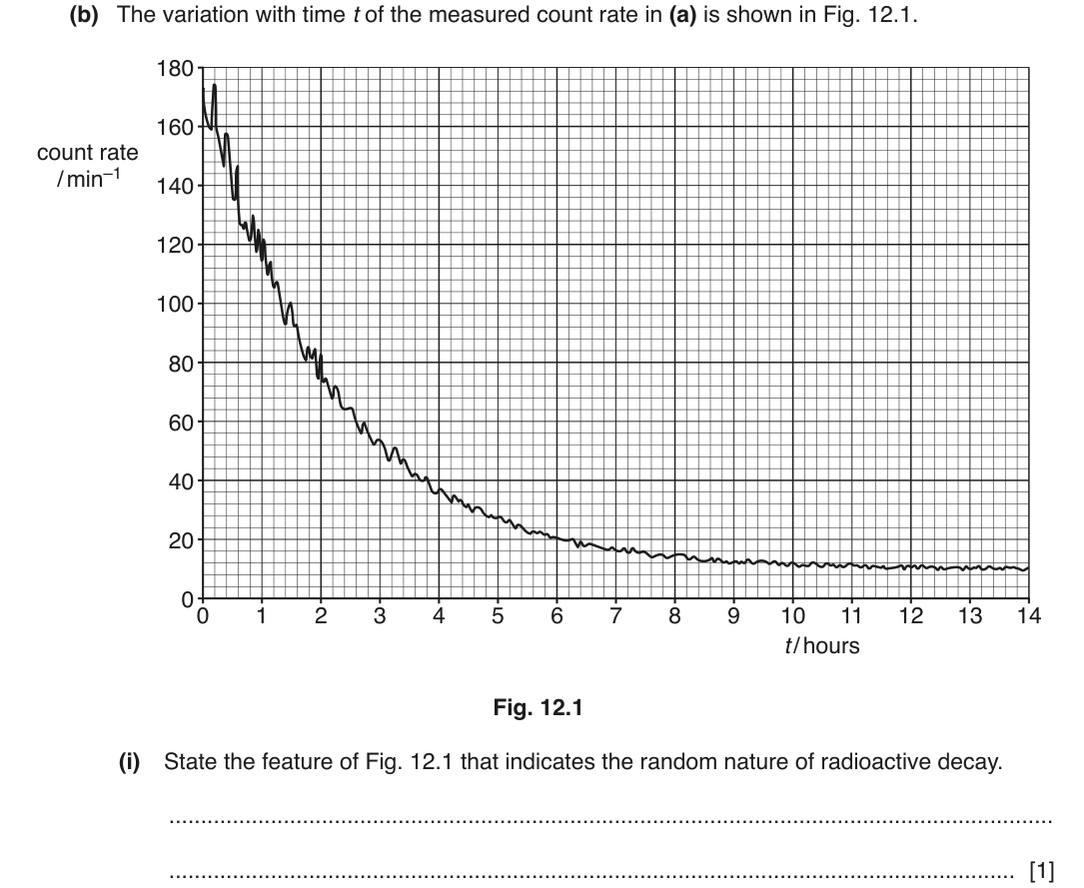 (b) The variation with time t of the measured count rate in (a) is shown in Fig. 12.1.
180
160
count rate
/min⁻¹
140
120
100
80
60
40
20
0
0 1 2 3 4 5 6 7 8 9 10 11 12 13 14
t/hours
Fig. 12.1
(i) State the feature of Fig. 12.1 that indicates the random nature of radioactive decay.
[1]